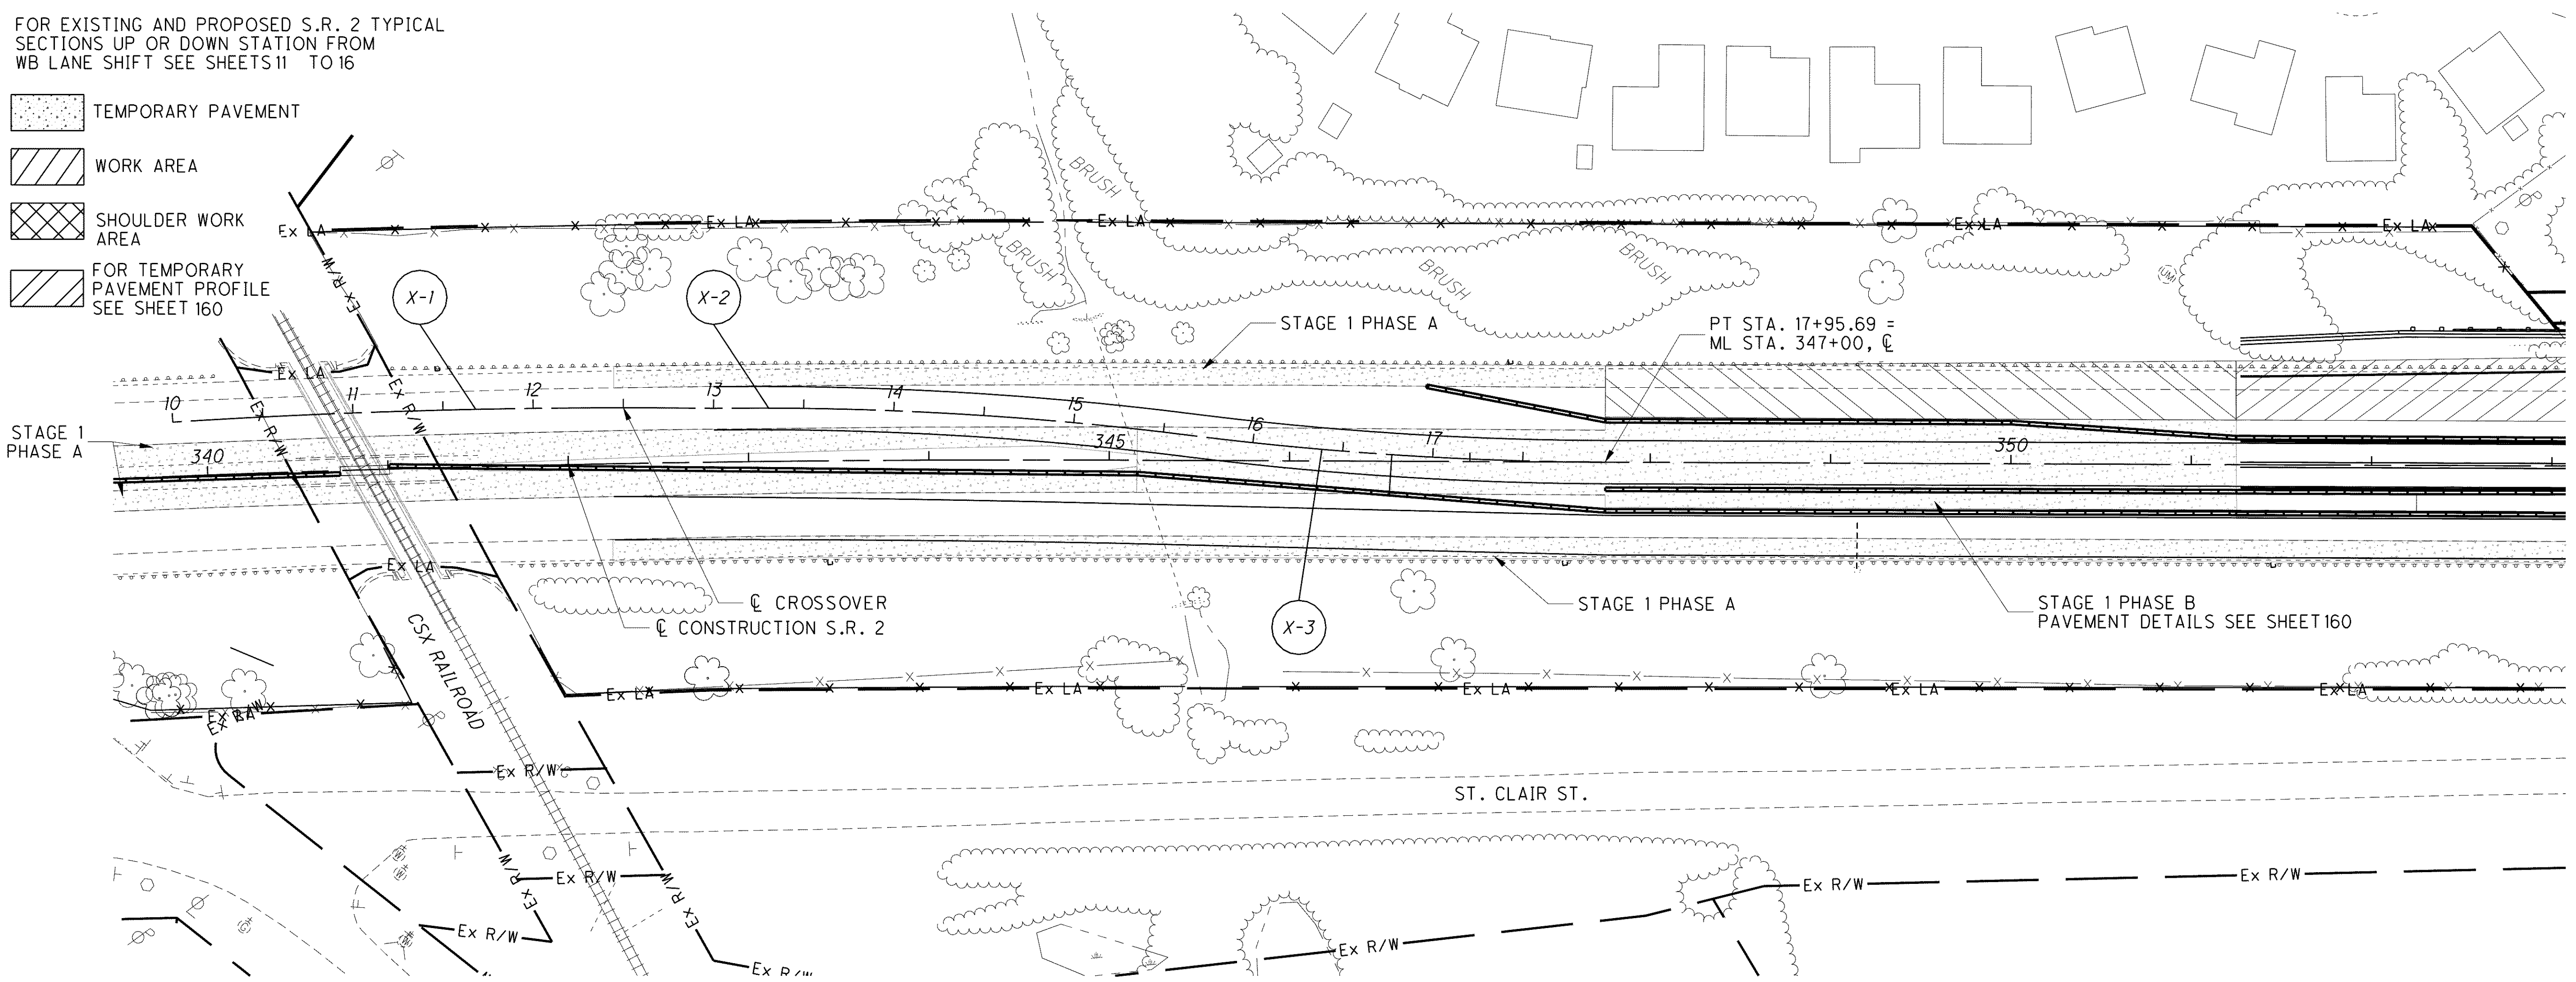 FOR EXISTING AND PROPOSED S.R. 2 TYPICAL
SECTIONS UP OR DOWN STATION FROM
WB LANE SHIFT SEE SHEETS 11 TO 16
TEMPORARY PAVEMENT
WORK AREA
SHOULDER WORK
AREA
FOR TEMPORARY
PAVEMENT PROFILE
SEE SHEET 160
BRUSH
Ex LA
Ex LA
Ex LA
Ex LA
Ex LA
BRUSH
BRUSH
BRUSH
Ex R/W
X-1
X-2
STAGE 1 PHASE A
PT STA. 17+95.69 =
ML STA. 347+00, ℄
Ex LA
Ex R/W
Ex R/W
10
11
12
13
14
15
16
17
STAGE 1
PHASE A
340
345
350
Ex LA
℄ CROSSOVER
℄ CONSTRUCTION S.R. 2
X-3
STAGE 1 PHASE A
STAGE 1 PHASE B
PAVEMENT DETAILS SEE SHEET 160
CSX RAILROAD
Ex LA
Ex LA
Ex LA
Ex LA
Ex LA
Ex LA
Ex R/W
Ex R/W
ST. CLAIR ST.
Ex R/W
Ex R/W
Ex R/W
Ex R/W
Ex R/W
Ex R/W
Ex R/W
Ex R/W